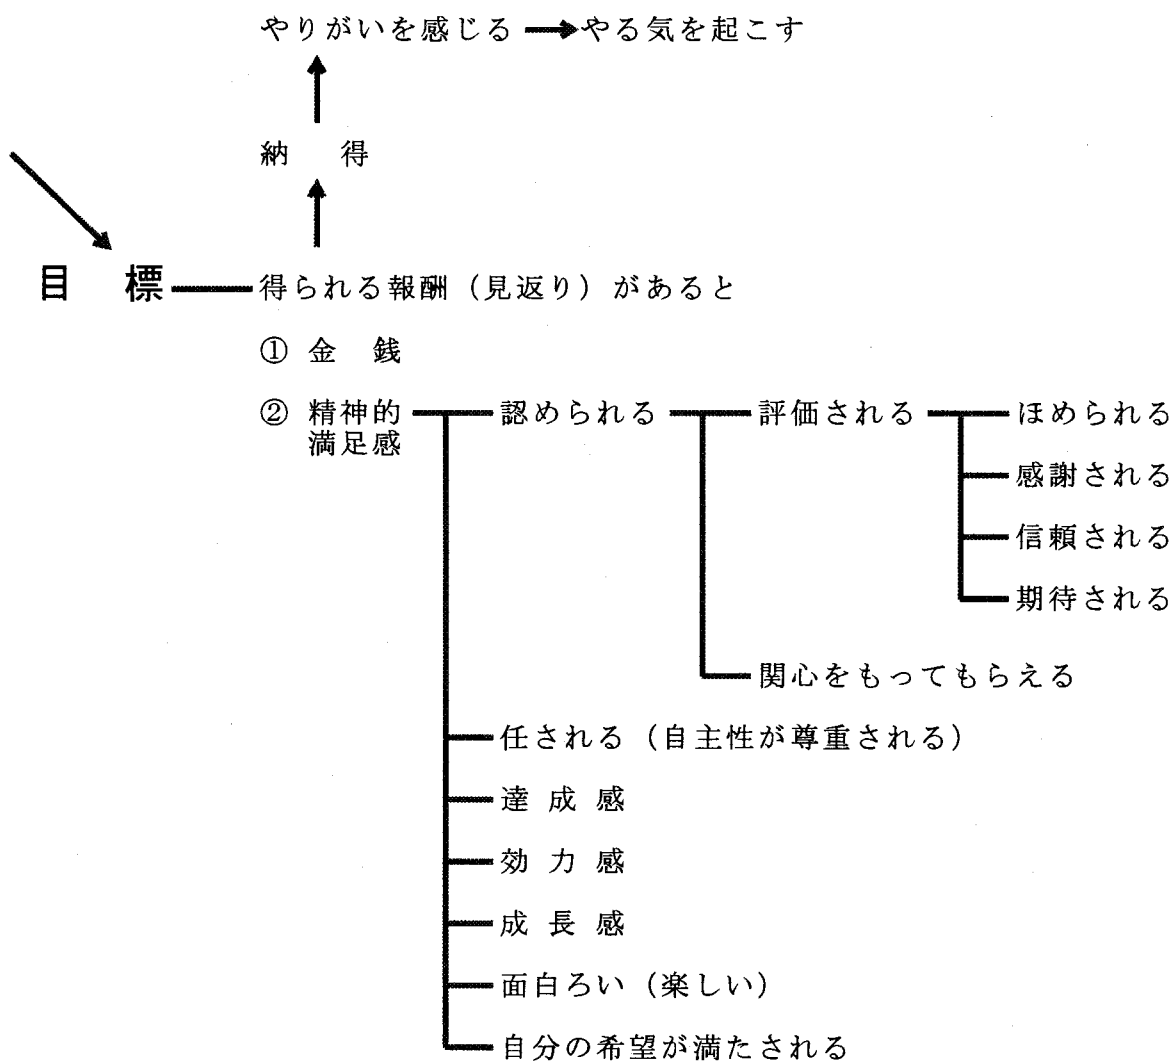 やりがいを感じる やる気を起こす
納 得
目 標 得られる報酬（見返り）があると
① 金 銭
② 精神的満足感 認められる 評価される ほめられる
感謝される
信頼される
期待される
関心をもってもらえる
任される（自主性が尊重される）
達 成 感
効 力 感
成 長 感
面白ろい（楽しい）
自分の希望が満たされる